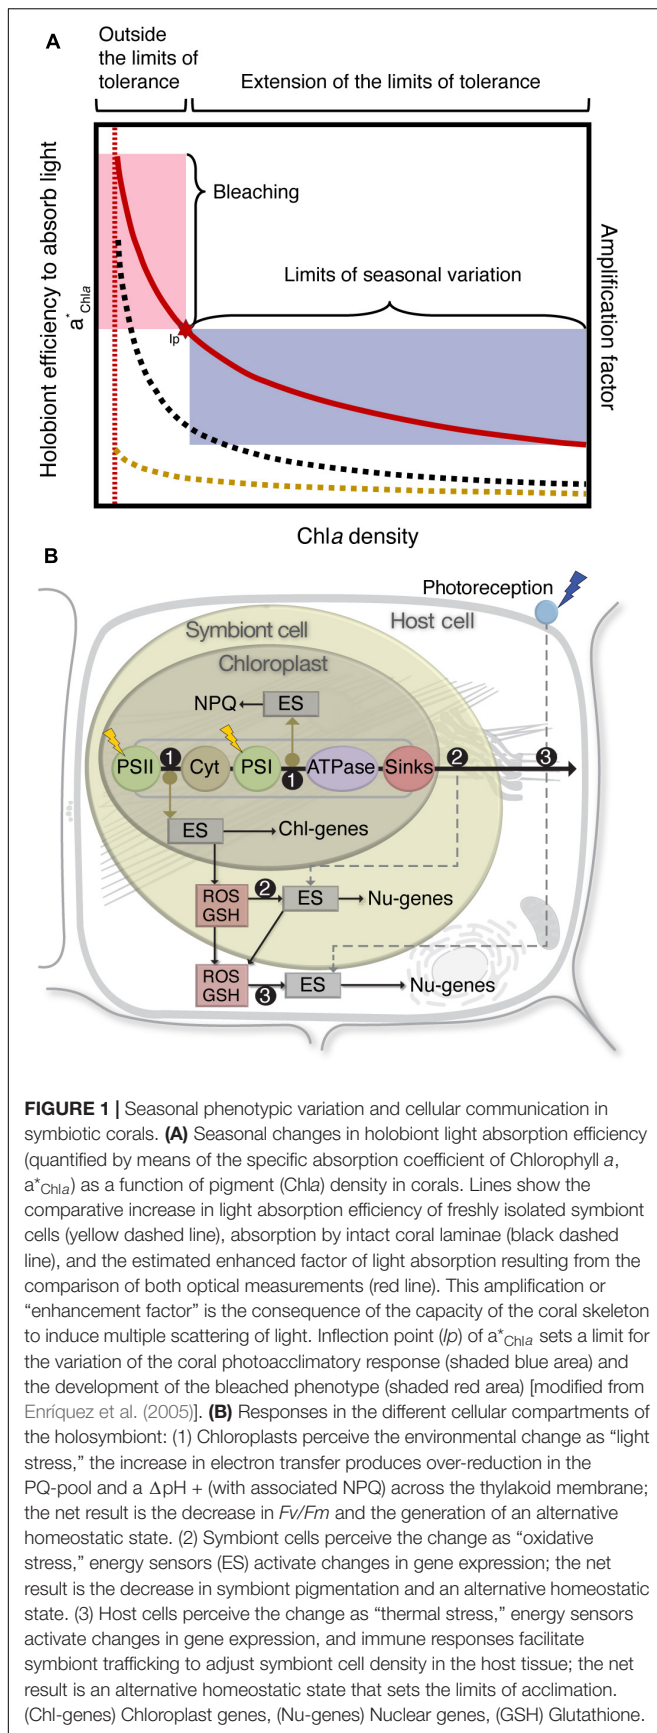 A
Outside
the limits of
tolerance
Extension of the limits of tolerance
Holobiont efficiency to absorb light
a*Chla
Bleaching
Limits of seasonal variation
Ip
Amplification factor
Chla density
B
Photoreception
Host cell
Symbiont cell
Chloroplast
NPQ
ES
1
2
3
PSII
Cyt
PSI
1
ATPase
Sinks
ES
Chl-genes
ROS
GSH
2
ES
Nu-genes
ROS
GSH
3
ES
Nu-genes
FIGURE 1 | Seasonal phenotypic variation and cellular communication in
symbiotic corals. (A) Seasonal changes in holobiont light absorption efficiency
(quantified by means of the specific absorption coefficient of Chlorophyll a,
a*Chla) as a function of pigment (Chla) density in corals. Lines show the
comparative increase in light absorption efficiency of freshly isolated symbiont
cells (yellow dashed line), absorption by intact coral laminae (black dashed
line), and the estimated enhanced factor of light absorption resulting from the
comparison of both optical measurements (red line). This amplification or
“enhancement factor” is the consequence of the capacity of the coral skeleton
to induce multiple scattering of light. Inflection point (Ip) of a*Chla sets a limit for
the variation of the coral photoacclimatory response (shaded blue area) and
the development of the bleached phenotype (shaded red area) [modified from
Enríquez et al. (2005)]. (B) Responses in the different cellular compartments of
the holosymbiont: (1) Chloroplasts perceive the environmental change as “light
stress,” the increase in electron transfer produces over-reduction in the
PQ-pool and a ΔpH + (with associated NPQ) across the thylakoid membrane;
the net result is the decrease in Fv/Fm and the generation of an alternative
homeostatic state. (2) Symbiont cells perceive the change as “oxidative
stress,” energy sensors (ES) activate changes in gene expression; the net
result is the decrease in symbiont pigmentation and an alternative homeostatic
state. (3) Host cells perceive the change as “thermal stress,” energy sensors
activate changes in gene expression, and immune responses facilitate
symbiont trafficking to adjust symbiont cell density in the host tissue; the net
result is an alternative homeostatic state that sets the limits of acclimation.
(Chl-genes) Chloroplast genes, (Nu-genes) Nuclear genes, (GSH) Glutathione.